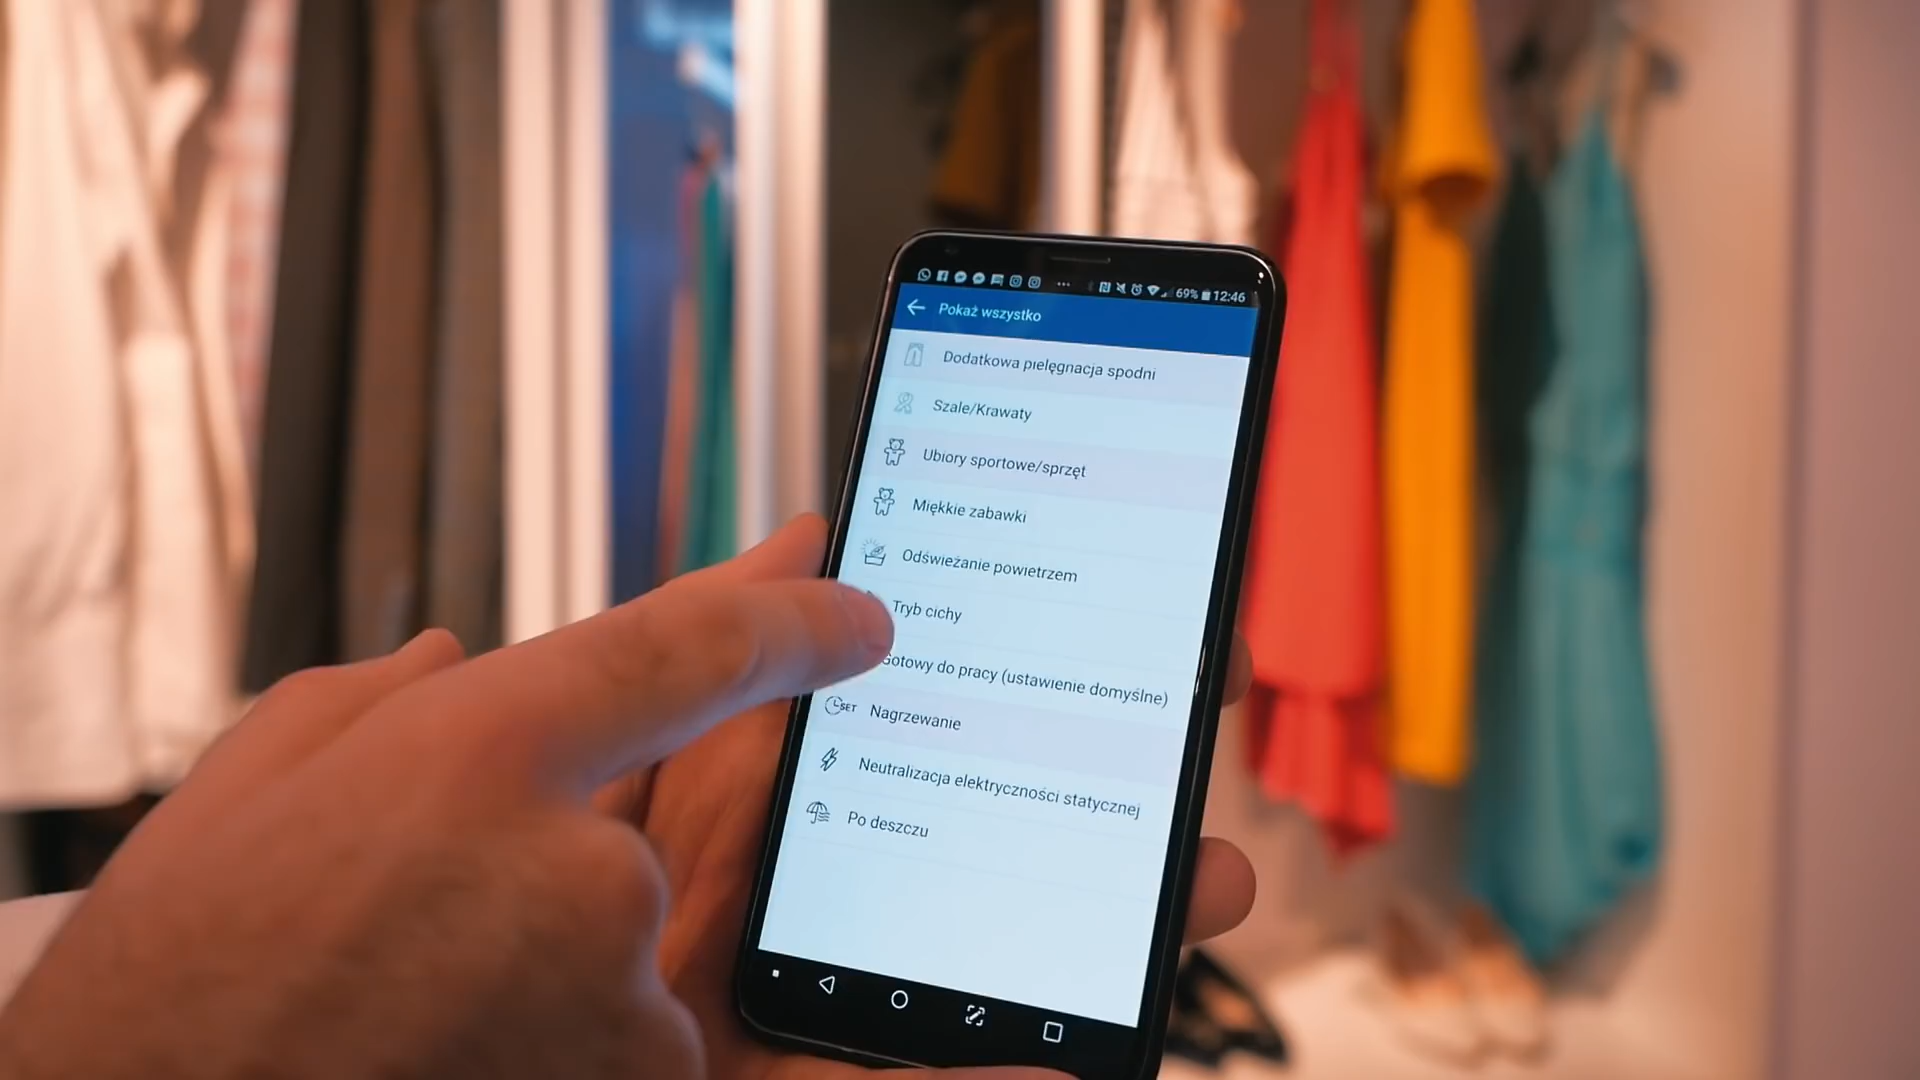 69% 12:46
Pokaż wszystko
Dodatkowa pielęgnacja spodni
Szale/Krawaty
Ubiory sportowe/sprzęt
Miękkie zabawki
Odświeżanie powietrzem
Tryb cichy
Gotowy do pracy (ustawienie domyślne)
SET Nagrzewanie
Neutralizacja elektryczności statycznej
Po deszczu